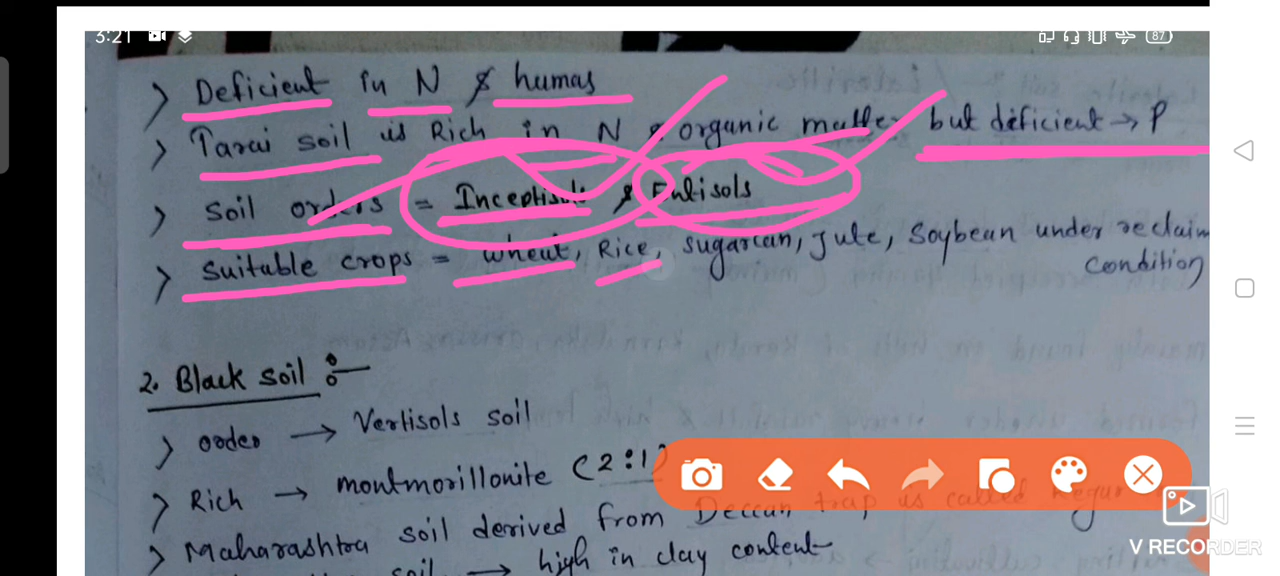 3:21 87
> Deficient in N & humas
> Tarai soil is Rich in N & organic matter but deficient → P
> Soil orders = Inceptisols & Entisols
> Suitable crops = wheat, Rice, Sugarcan, Jute, Soybean under reclaim
condition
2. Black soil :-
> order → Vertisols soil
> Rich → montmorillonite (2:1)
> Maharashtra soil derived from Deccan trap is called Regur
soil → high in clay content
V RECORDER